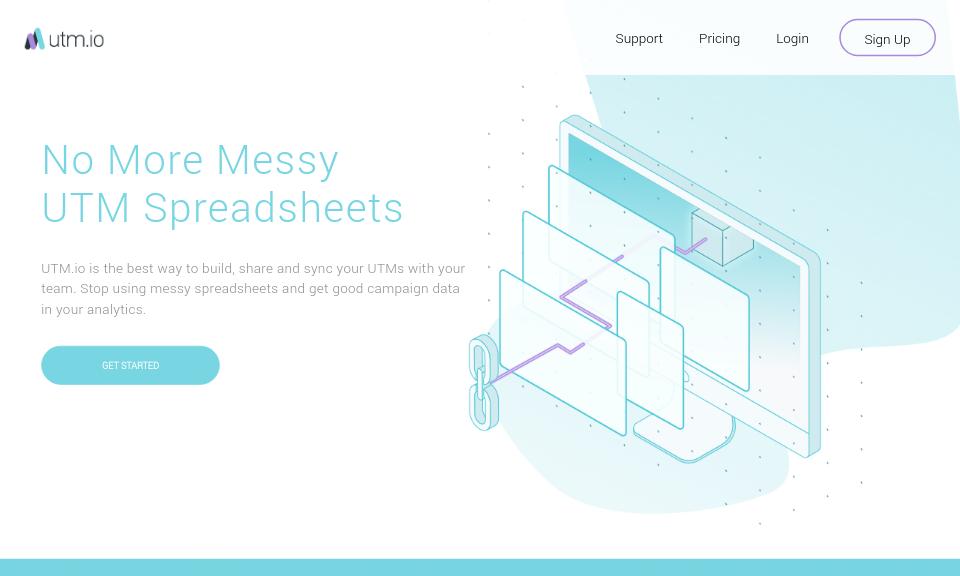 utm.io
Support
Pricing
Login
Sign Up
No More Messy
UTM Spreadsheets
UTM.io is the best way to build, share and sync your UTMs with your
team. Stop using messy spreadsheets and get good campaign data
in your analytics.
GET STARTED